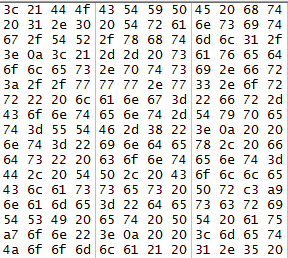 3c 21 44 4f 43 54 59 50 45 20 68 74
20 31 2e 30 20 54 72 61 6e 73 69 74
67 2f 54 52 2f 78 68 74 6d 6c 31 2f
3e 0a 3c 21 2d 2d 20 73 61 76 65 64
6f 6c 65 73 2e 70 74 73 69 2e 66 72
3a 2f 2f 77 77 77 2e 77 33 2e 6f 72
72 22 20 6c 61 6e 67 3d 22 66 72 2d
43 6f 6e 74 65 6e 74 2d 54 79 70 65
74 3d 55 54 46 2d 38 22 3e 0a 20 20
6e 74 3d 22 69 6e 64 65 78 2c 20 66
64 73 22 20 63 6f 6e 74 65 6e 74 3d
44 2c 20 54 50 2c 20 43 6f 6c 6c 65
43 6c 61 73 73 65 73 20 50 72 c3 a9
6e 61 6d 65 3d 22 64 65 73 63 72 69
54 53 49 20 65 74 20 50 54 20 61 75
a7 6f 6e 22 3e 0a 20 20 3c 6d 65 74
4a 6f 6f 6d 6c 61 21 20 31 2e 35 20